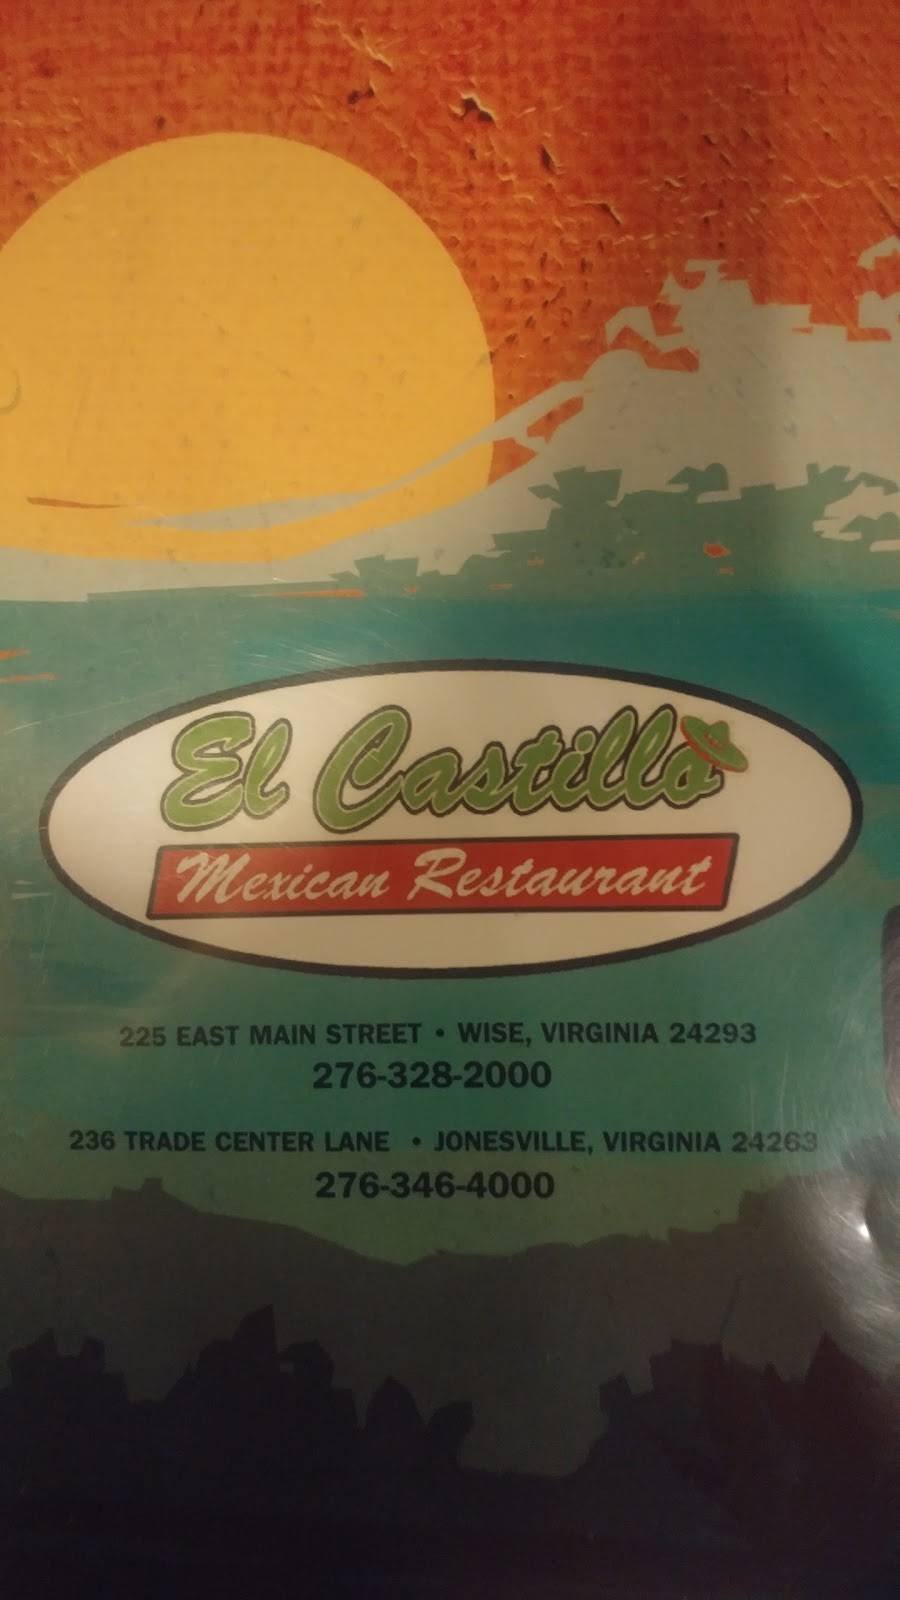 El Castillo
Mexican Restaurant
225 EAST MAIN STREET • WISE, VIRGINIA 24293
276-328-2000
236 TRADE CENTER LANE • JONESVILLE, VIRGINIA 24263
276-346-4000